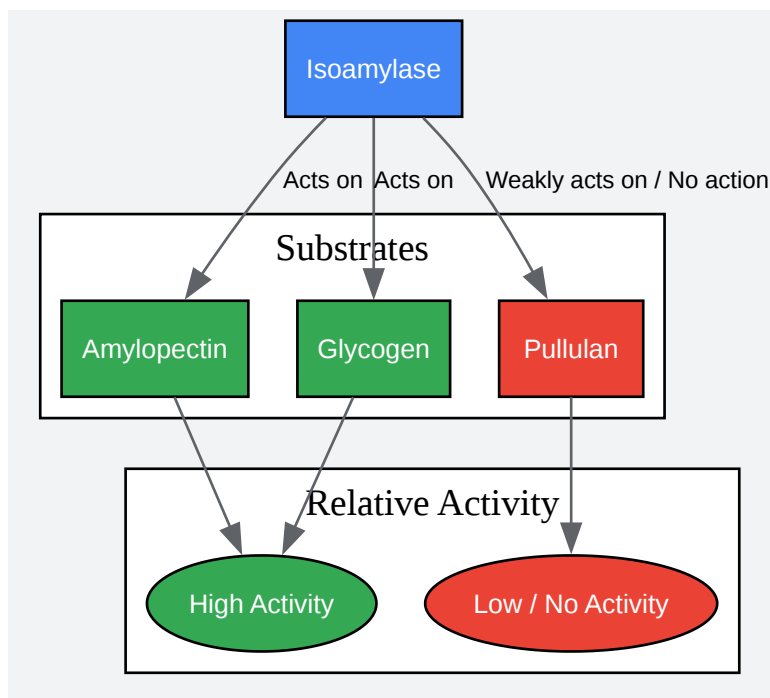 Isoamylase
Acts on
Acts on
Weakly acts on / No action
Substrates
Amylopectin
Glycogen
Pullulan
Relative Activity
High Activity
Low / No Activity